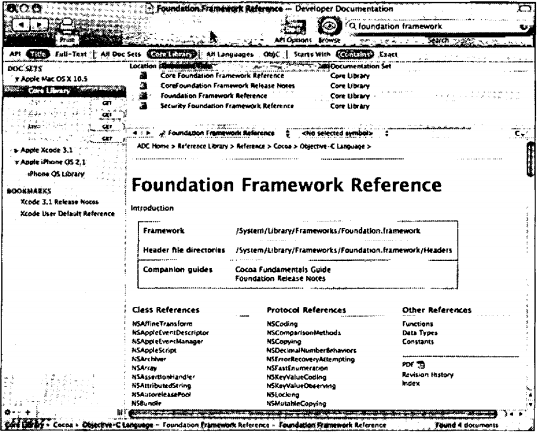 Foundation Framework Reference — Developer Documentation
Print
API Options Browse
foundation framework
Search
API Title Full-Text All Doc Sets Core Library All Languages ObjC Starts With Contains Exact
DOC SETS
Apple Mac OS X 10.5
Core Library
GET
GET
GET
Apple Xcode 3.1
Apple iPhone OS 2.1
iPhone OS Library
BOOKMARKS
Xcode 3.1 Release Notes
Xcode User Default Reference
Location Documentation Set
Core Foundation Framework Reference Core Library
CoreFoundation Framework Release Notes Core Library
Foundation Framework Reference Core Library
Security Foundation Framework Reference Core Library
Foundation Framework Reference <No selected symbol>
ADC Home > Reference Library > Reference > Cocoa > Objective-C Language >
Foundation Framework Reference
Introduction
Framework /System/Library/Frameworks/Foundation.framework
Header file directories /System/Library/Frameworks/Foundation.framework/Headers
Companion guides Cocoa Fundamentals Guide
Foundation Release Notes
Class References
NSAffineTransform
NSAppleEventDescriptor
NSAppleEventManager
NSAppleScript
NSArchiver
NSArray
NSAssertionHandler
NSAttributedString
NSAutoreleasePool
NSBundle
Protocol References
NSCoding
NSComparisonMethods
NSCopying
NSDecimalNumberBehaviors
NSErrorRecoveryAttempting
NSFastEnumeration
NSKeyValueCoding
NSKeyValueObserving
NSLocking
NSMutableCopying
Other References
Functions
Data Types
Constants
PDF
Revision History
Index
Core Library > Cocoa > Objective-C Language > Foundation Framework Reference > Foundation Framework Reference
Found 4 documents